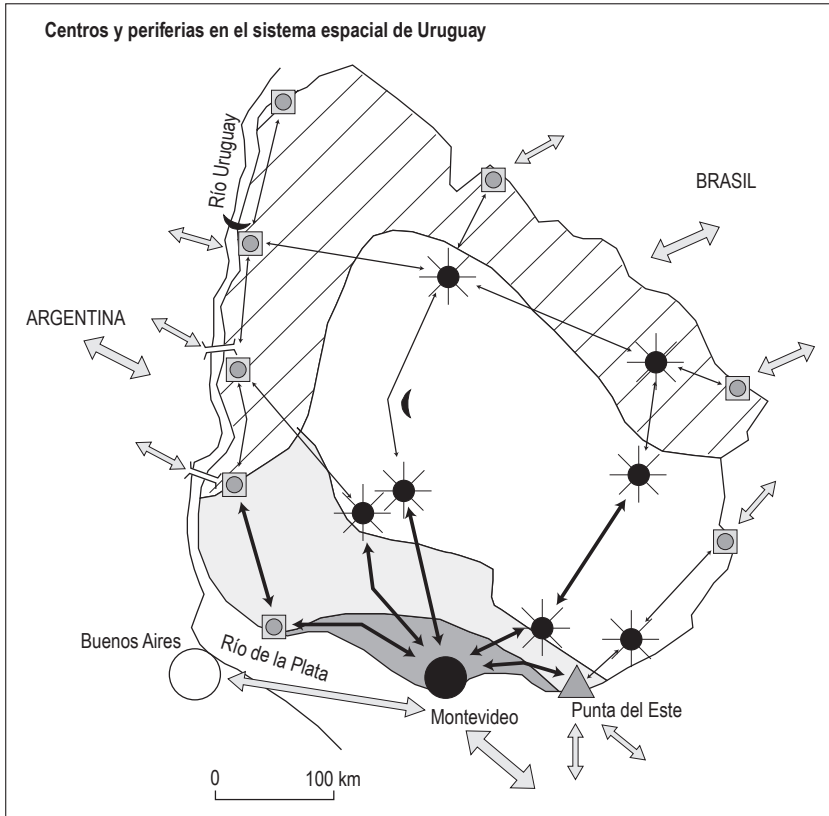 Centros y periferias en el sistema espacial de Uruguay
Río Uruguay
BRASIL
ARGENTINA
Buenos Aires
Río de la Plata
Montevideo
Punta del Este
0 100 km